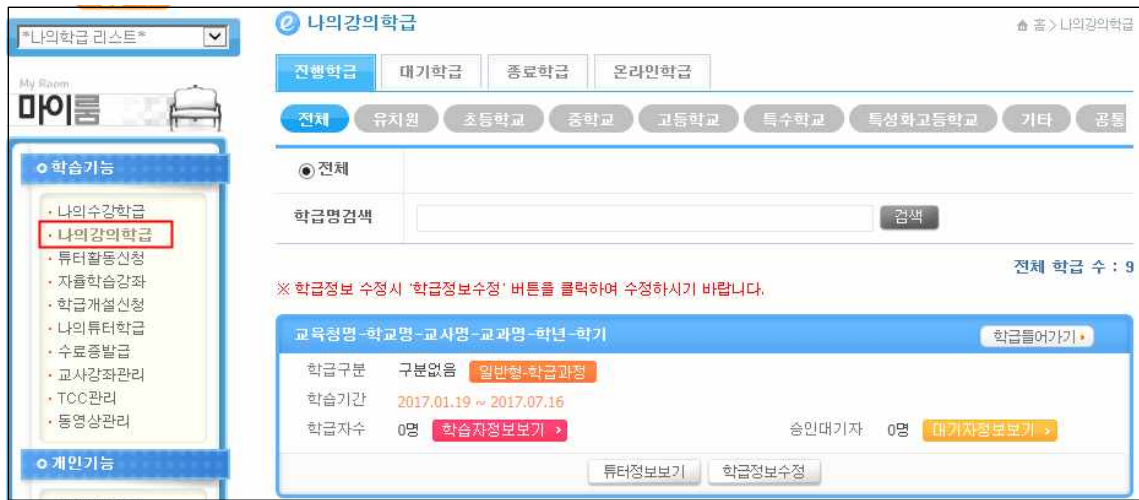 *나의학급 리스트*
My Room
마이룸
학습기능
· 나의수강학급
· 나의강의학급
· 튜터활동신청
· 자율학습강좌
· 학급개설신청
· 나의튜터학급
· 수료증발급
· 교사강좌관리
· TCC관리
· 동영상관리
개인기능
e 나의강의학급
홈 > 나의강의학급
진행학급 대기학급 종료학급 온라인학급
전체 유치원 초등학교 중학교 고등학교 특수학교 특성화고등학교 기타 공통
전체
학급명검색 검색
전체 학급 수 : 9
※ 학급정보 수정시 '학급정보수정' 버튼을 클릭하여 수정하시기 바랍니다.
교육청명-학교명-교사명-교과명-학년-학기 학급들어가기
학급구분 구분없음 일반형-학급과정
학습기간 2017.01.19 ~ 2017.07.16
학급자수 0명 학습자정보보기 > 승인대기자 0명 대기자정보보기 >
튜터정보보기 학급정보수정